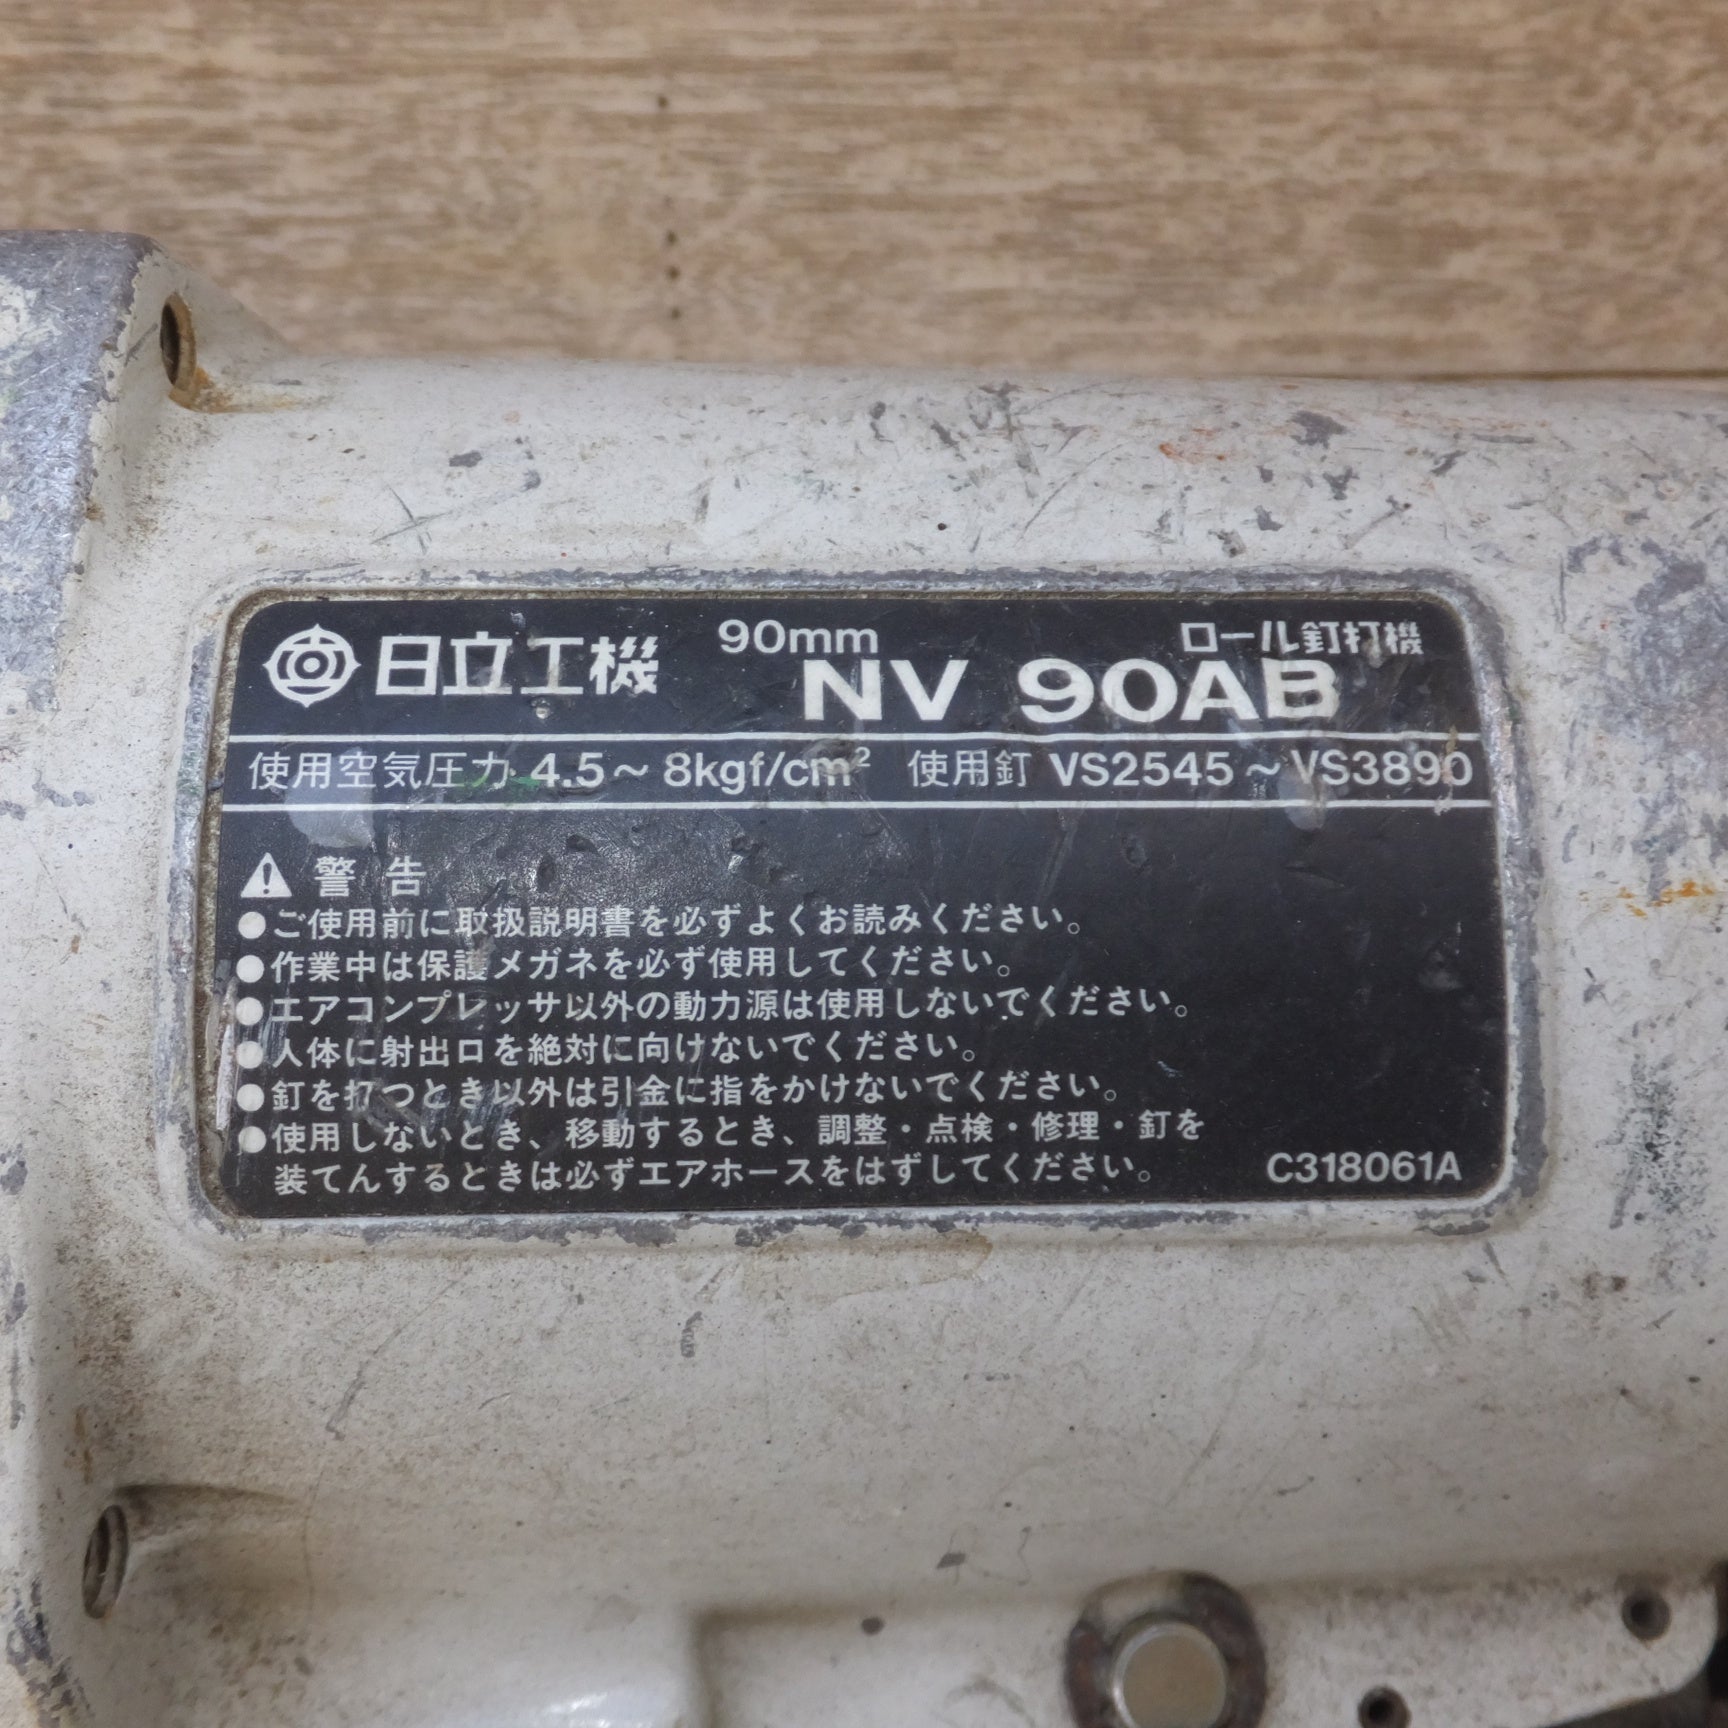 日立工機 90mm NV 90AB ロール釘打機
使用空気圧力 4.5～8kgf/cm² 使用釘 VS2545～VS3890
⚠ 警告
●ご使用前に取扱説明書を必ずよくお読みください。
●作業中は保護メガネを必ず使用してください。
●エアコンプレッサ以外の動力源は使用しないでください。
●人体に射出口を絶対に向けないでください。
●釘を打つとき以外は引金に指をかけないでください。
●使用しないとき、移動するとき、調整・点検・修理・釘を
装てんするときは必ずエアホースをはずしてください。 C318061A